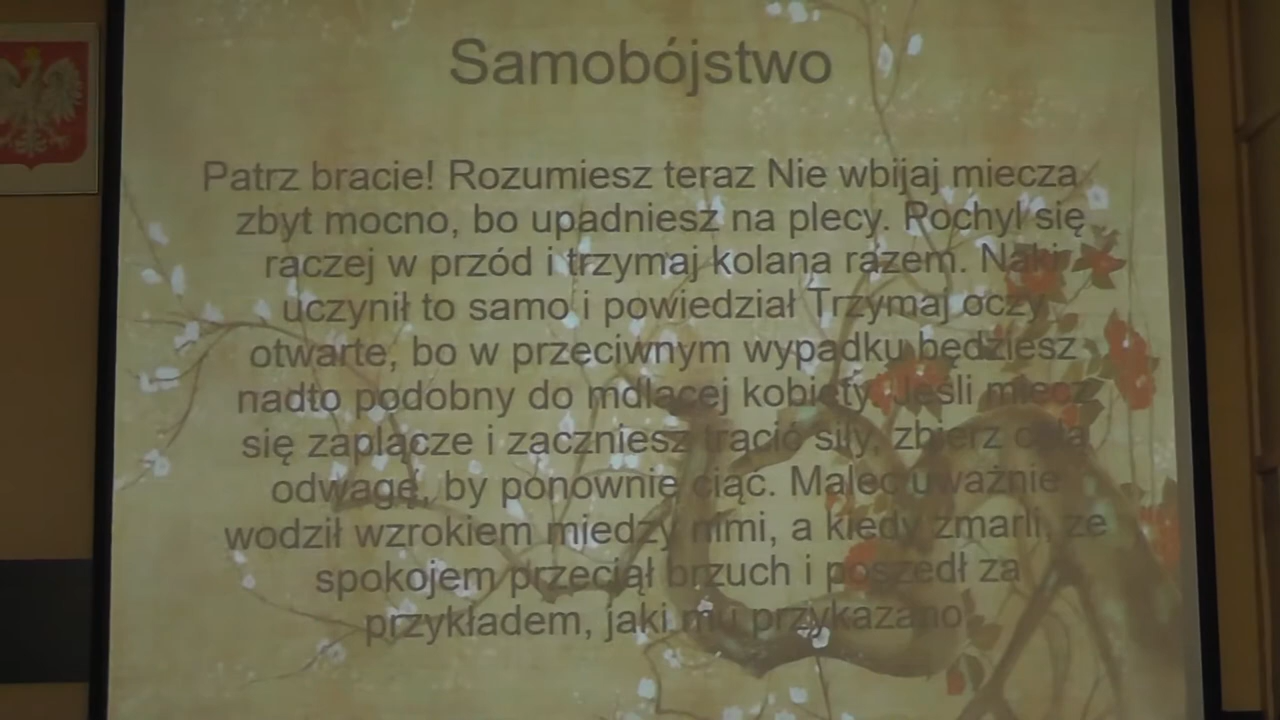 Samobójstwo
Patrz bracie! Rozumiesz teraz Nie wbijaj miecza
zbyt mocno, bo upadniesz na plecy. Pochyl się
raczej w przód i trzymaj kolana razem. Naki
uczynił to samo i powiedział Trzymaj oczy
otwarte, bo w przeciwnym wypadku będziesz
nadto podobny do mdlącej kobiety. Jeśli miecz
się zaplącze i zaczniesz tracić siły, zbierz całą
odwagę, by ponownie ciąć. Malec uważnie
wodził wzrokiem miedzy nimi, a kiedy zmarli, ze
spokojem przeciął brzuch i poszedł za
przykładem, jaki mu przykazano